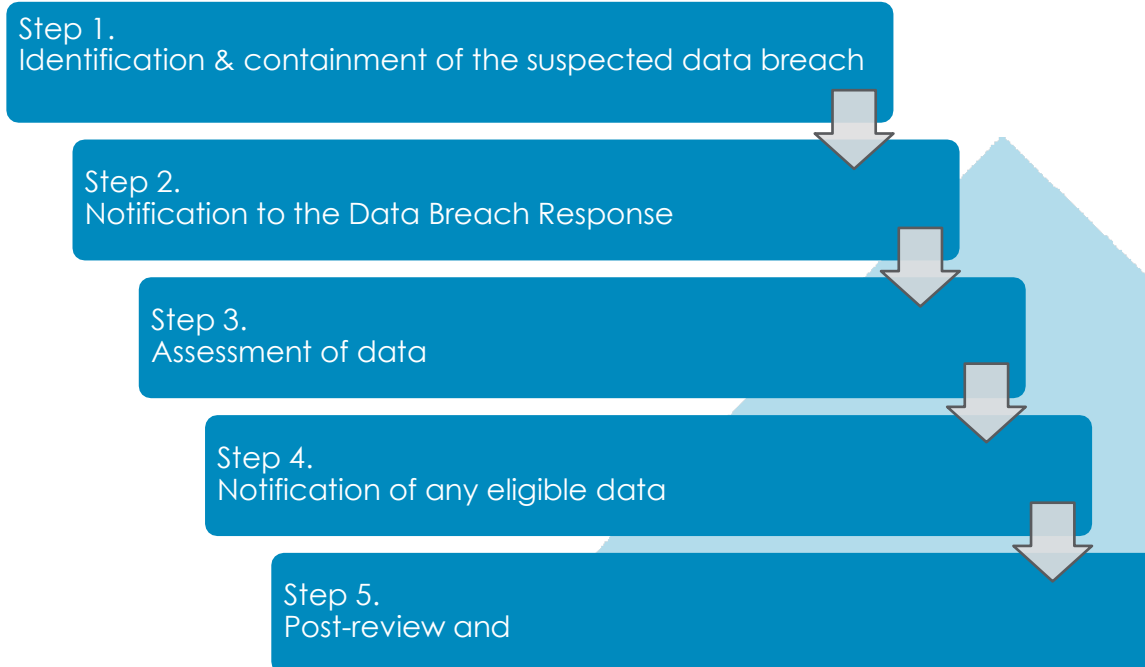 Step 1.
Identification & containment of the suspected data breach
Step 2.
Notification to the Data Breach Response
Step 3.
Assessment of data
Step 4.
Notification of any eligible data
Step 5.
Post-review and